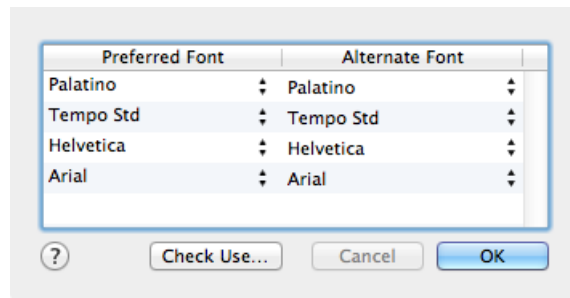 Preferred Font Alternate Font
Palatino Palatino
Tempo Std Tempo Std
Helvetica Helvetica
Arial Arial
? Check Use... Cancel OK